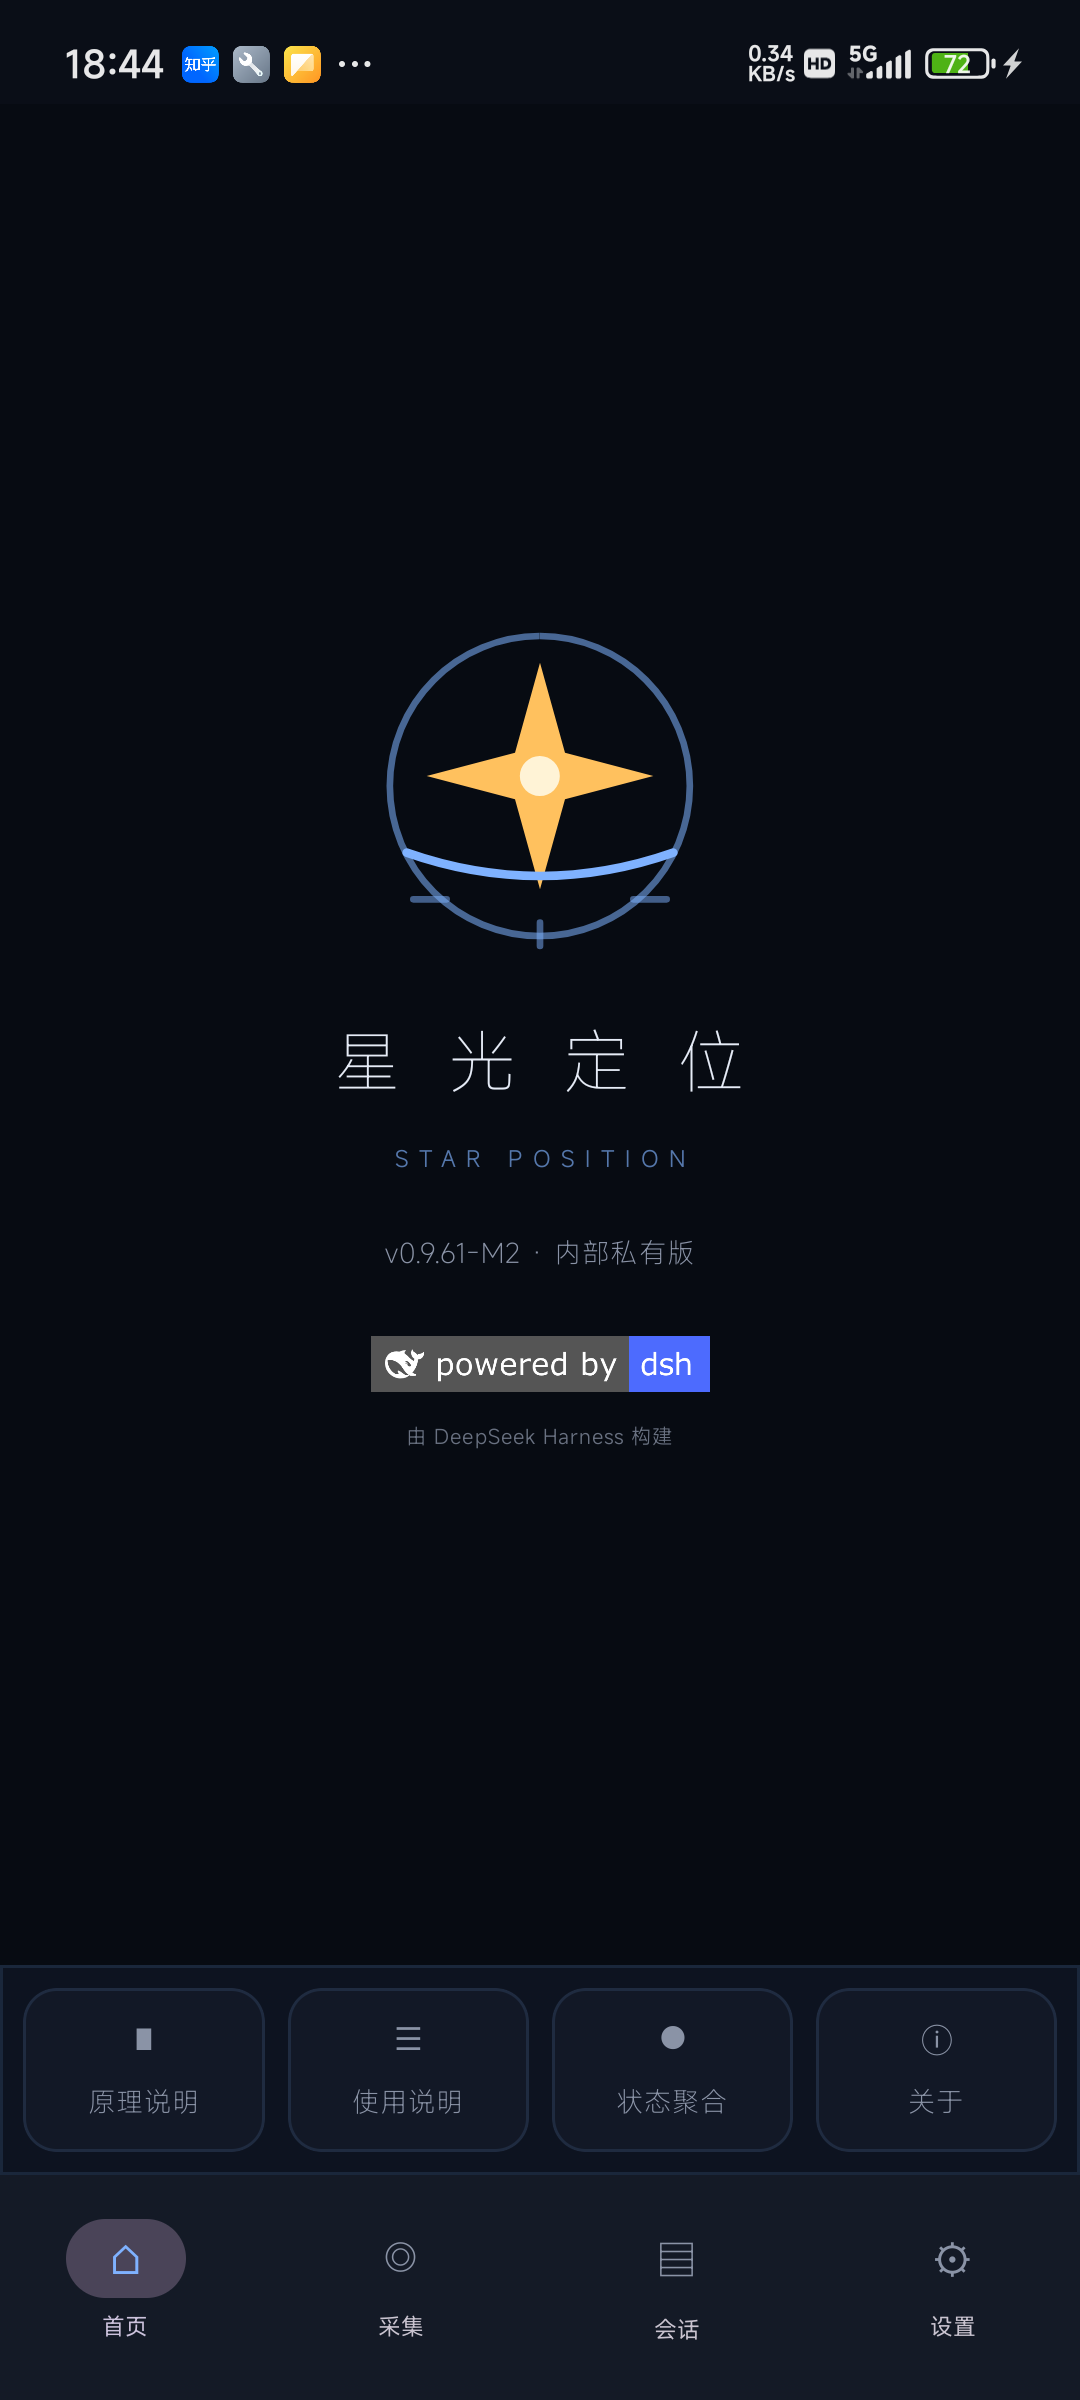 18:44 知乎 ··· 0.34 KB/s HD 5G 72
星光定位
STAR POSITION
v0.9.61-M2 · 内部私有版
powered by dsh
由 DeepSeek Harness 构建
原理说明 使用说明 状态聚合 关于
首页 采集 会话 设置